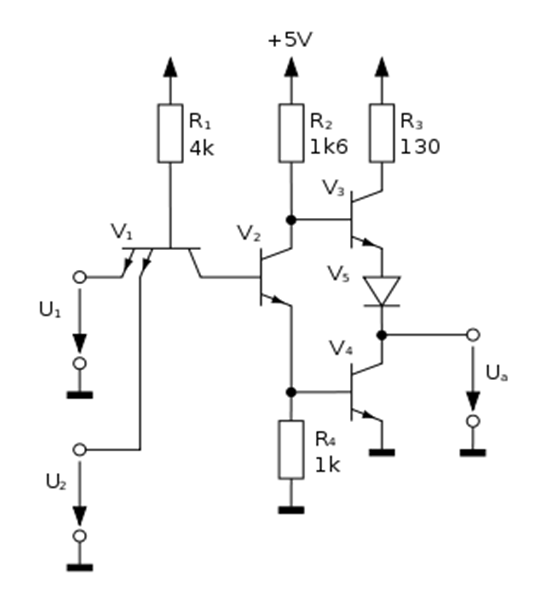 +5V
R₁
4k
R₂
1k6
R₃
130
V₁
V₂
V₃
V₅
V₄
U₁
Uₐ
R₄
1k
U₂